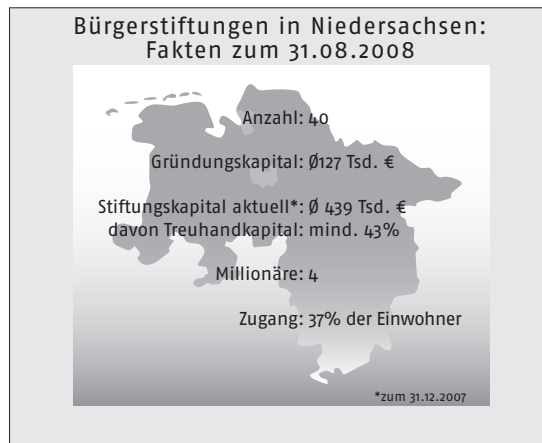 Bürgerstiftungen in Niedersachsen:
Fakten zum 31.08.2008
Anzahl: 40
Gründungskapital: Ø127 Tsd. €
Stiftungskapital aktuell*: Ø 439 Tsd. €
davon Treuhandkapital: mind. 43%
Millionäre: 4
Zugang: 37% der Einwohner
*zum 31.12.2007